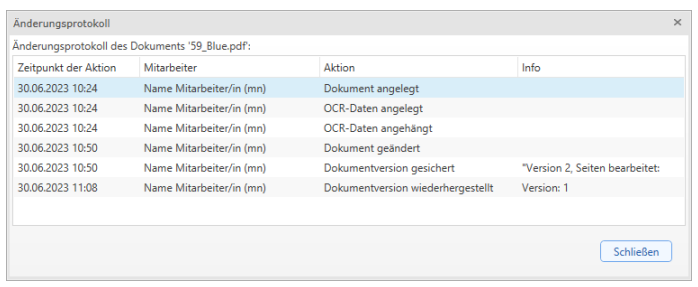 Änderungsprotokoll
Änderungsprotokoll des Dokuments '59_Blue.pdf':
Zeitpunkt der Aktion Mitarbeiter Aktion Info
30.06.2023 10:24 Name Mitarbeiter/in (mn) Dokument angelegt
30.06.2023 10:24 Name Mitarbeiter/in (mn) OCR-Daten angelegt
30.06.2023 10:24 Name Mitarbeiter/in (mn) OCR-Daten angehängt
30.06.2023 10:50 Name Mitarbeiter/in (mn) Dokument geändert
30.06.2023 10:50 Name Mitarbeiter/in (mn) Dokumentversion gesichert "Version 2, Seiten bearbeitet:
30.06.2023 11:08 Name Mitarbeiter/in (mn) Dokumentversion wiederhergestellt Version: 1
Schließen